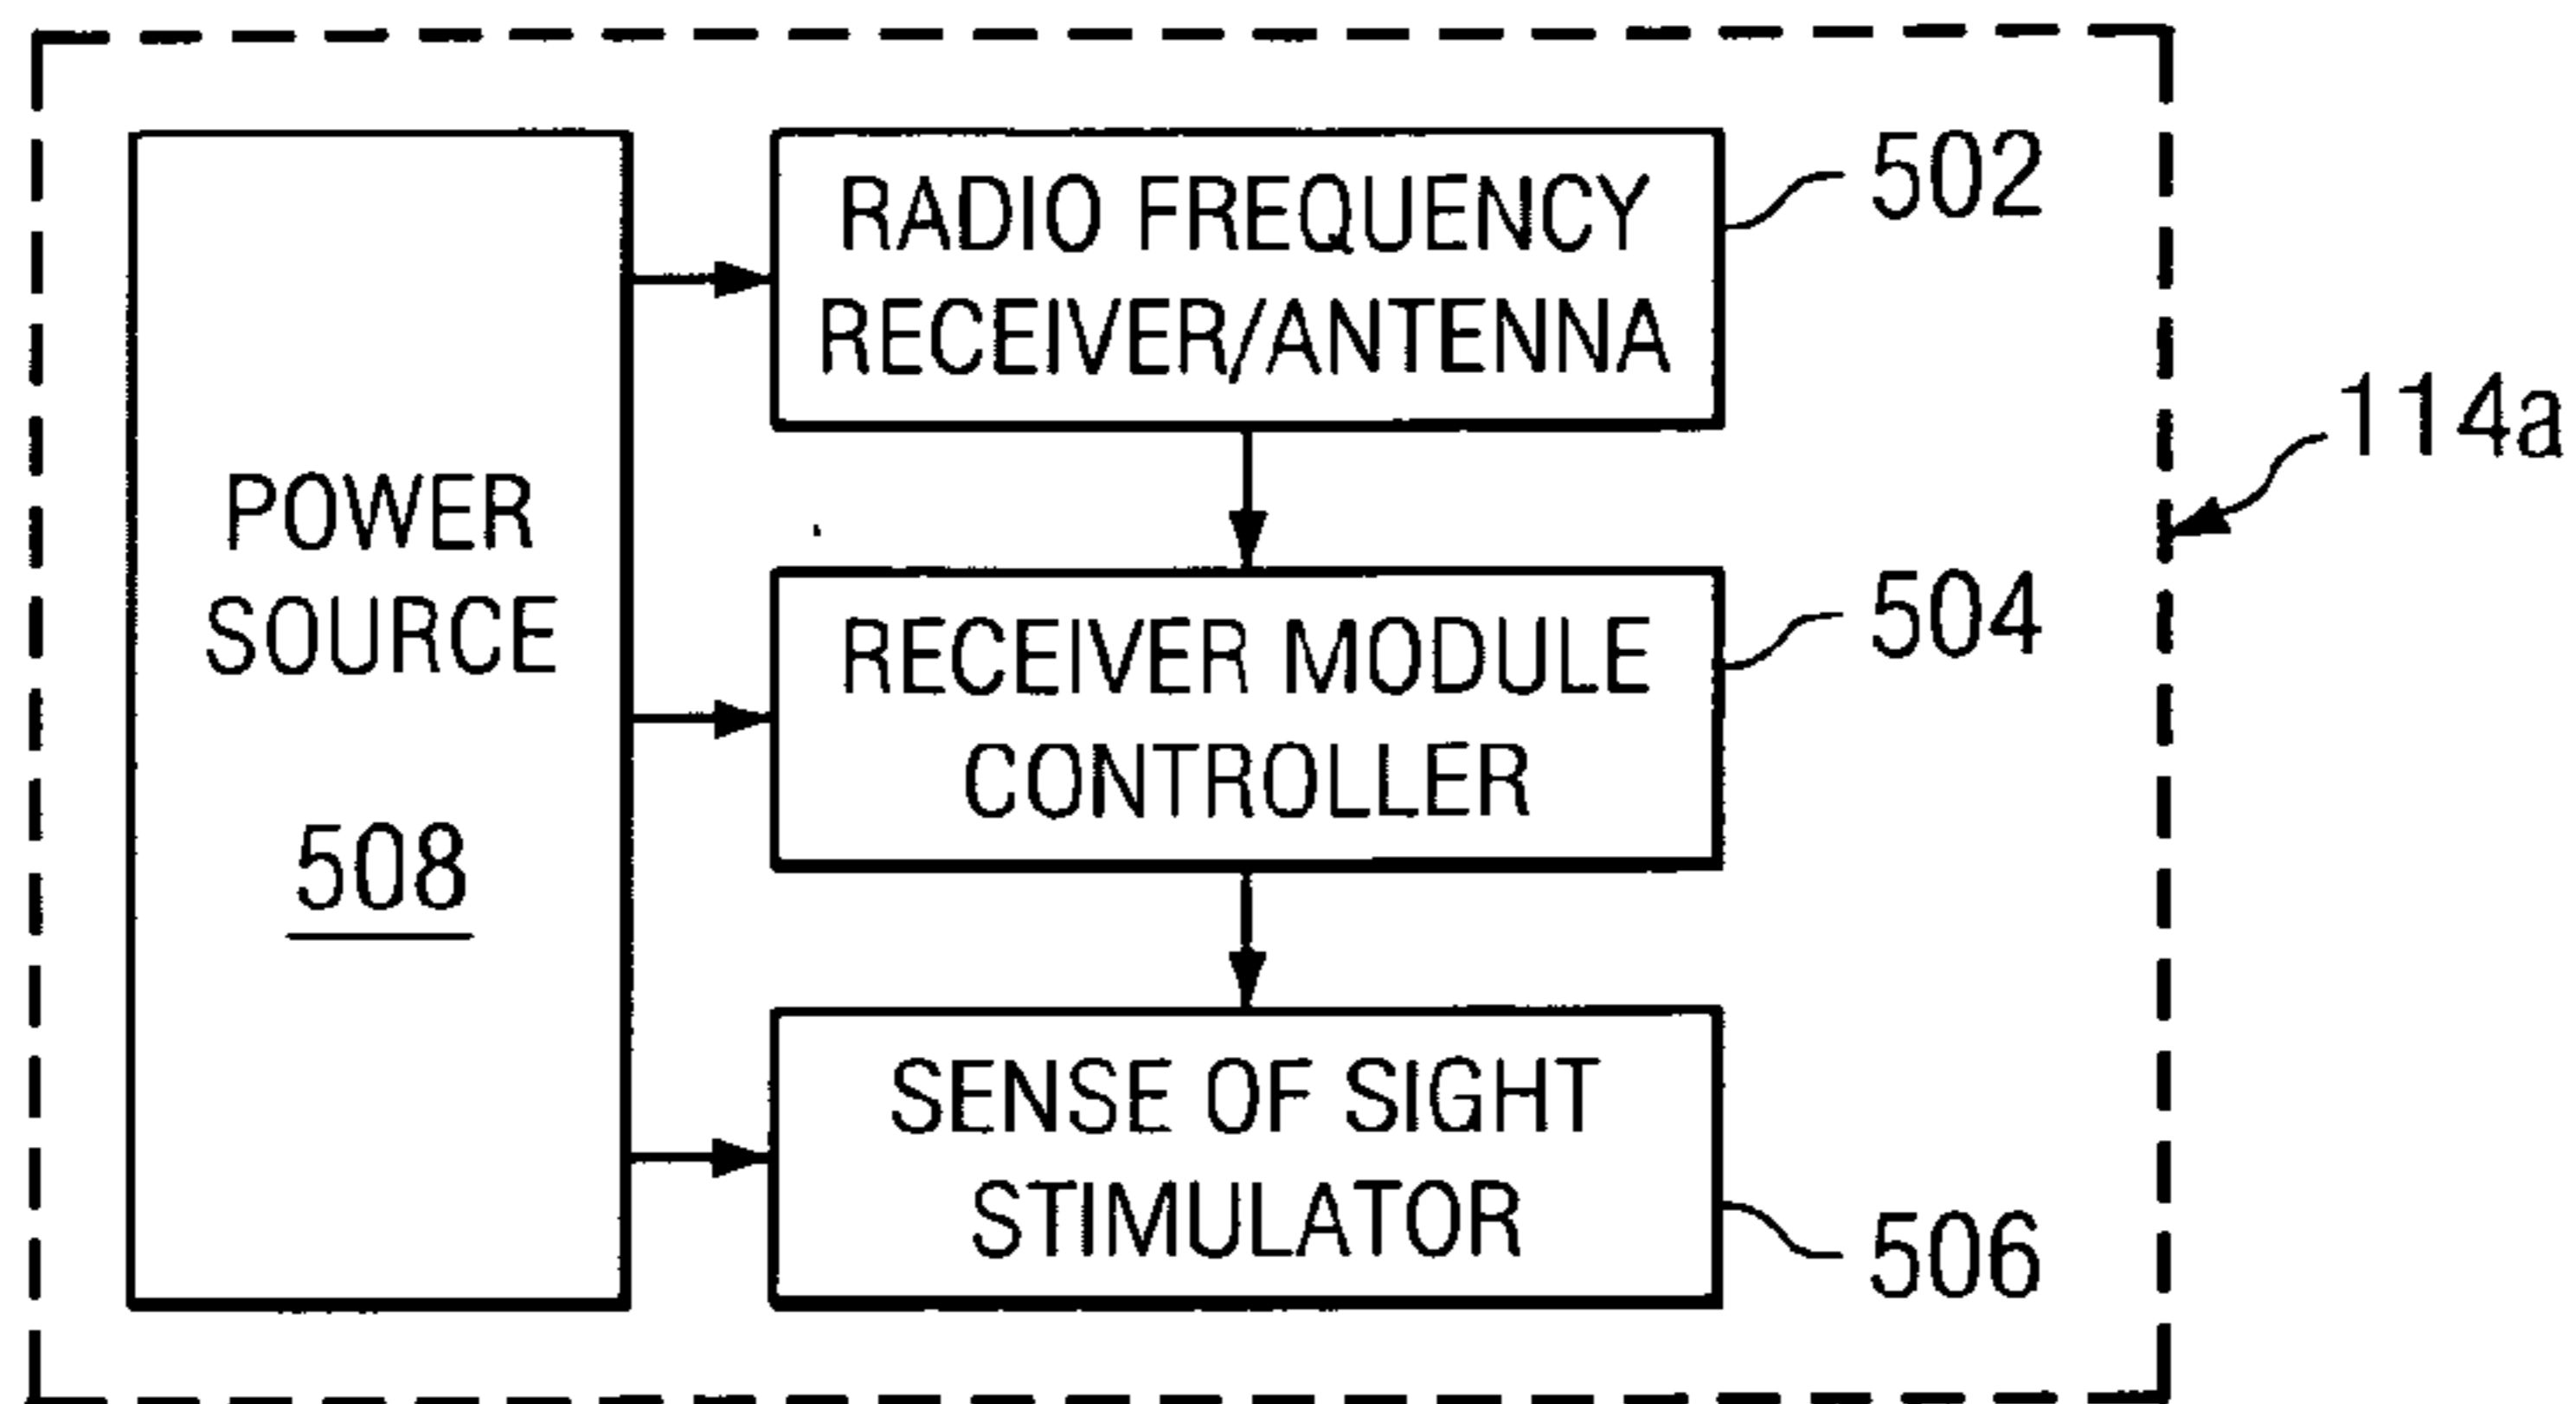 RADIO FREQUENCY
RECEIVER/ANTENNA
502
114a
POWER
SOURCE
508
RECEIVER MODULE
CONTROLLER
504
SENSE OF SIGHT
STIMULATOR
506